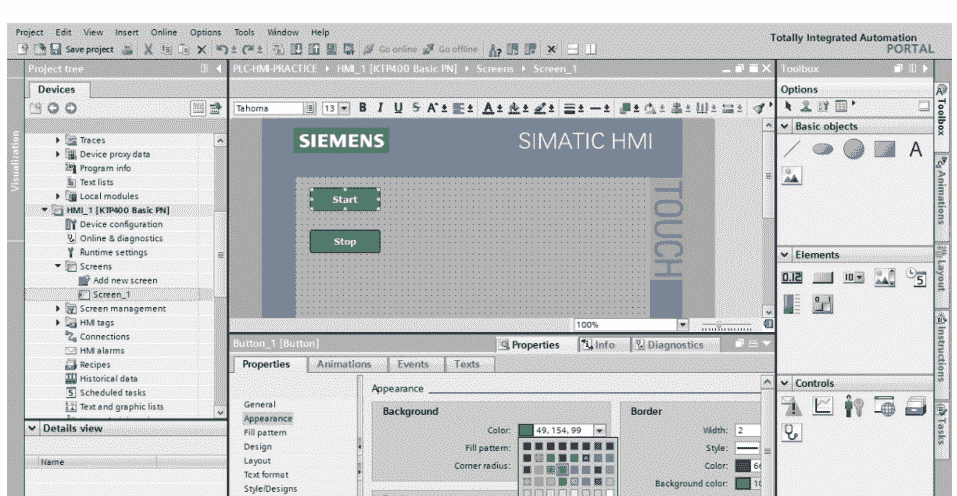 Project Edit View Insert Online Options Tools Window Help
Totally Integrated Automation
PORTAL
Save project
Go online
Go offline
Project tree
PLC-HMI-PRACTICE HMI_1 [KTP400 Basic PN] Screens Screen_1
Toolbox
Devices
Options
Tahoma 13 B I U S A
Visualization
Traces
Device proxy data
Program info
Text lists
Local modules
HMI_1 [KTP400 Basic PN]
Device configuration
Online & diagnostics
Runtime settings
Screens
Add new screen
Screen_1
Screen management
HMI tags
Connections
HMI alarms
Recipes
Historical data
Scheduled tasks
Text and graphic lists
Details view
Name
SIEMENS
SIMATIC HMI
TOUCH
Start
Stop
100%
Button_1 [Button]
Properties
Info
Diagnostics
Properties Animations Events Texts
General
Appearance
Fill pattern
Design
Layout
Text format
Style/Designs
Appearance
Background
Color: 49, 154, 99
Fill pattern:
Corner radius:
Border
Width: 2
Style:
Color:
Background color:
Basic objects
A
Elements
0.12
10
5
Controls
Toolbox
Animations
Layout
Instructions
Tasks